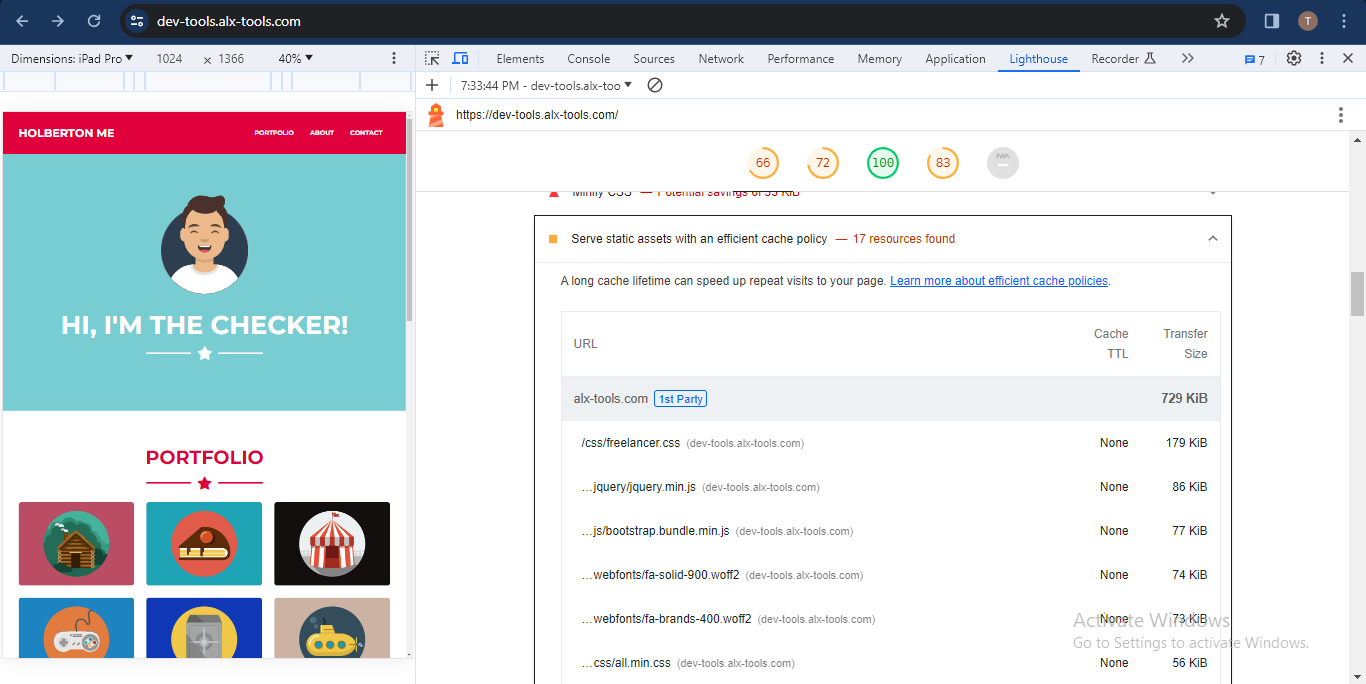 dev-tools.alx-tools.com
T
Dimensions: iPad Pro
1024 × 1366
40%
Elements Console Sources Network Performance Memory Application Lighthouse Recorder
7
7:33:44 PM - dev-tools.alx-too
https://dev-tools.alx-tools.com/
66 72 100 83 PWA
Minify CSS — Potential savings of 55 KiB
HOLBERTON ME
PORTFOLIO ABOUT CONTACT
HI, I'M THE CHECKER!
PORTFOLIO
Serve static assets with an efficient cache policy — 17 resources found
A long cache lifetime can speed up repeat visits to your page. Learn more about efficient cache policies.
URL
Cache TTL
Transfer Size
alx-tools.com 1st Party 729 KiB
/css/freelancer.css (dev-tools.alx-tools.com) None 179 KiB
…jquery/jquery.min.js (dev-tools.alx-tools.com) None 86 KiB
…js/bootstrap.bundle.min.js (dev-tools.alx-tools.com) None 77 KiB
…webfonts/fa-solid-900.woff2 (dev-tools.alx-tools.com) None 74 KiB
…webfonts/fa-brands-400.woff2 (dev-tools.alx-tools.com) None 73 KiB
…css/all.min.css (dev-tools.alx-tools.com) None 56 KiB
Activate Windows
Go to Settings to activate Windows.